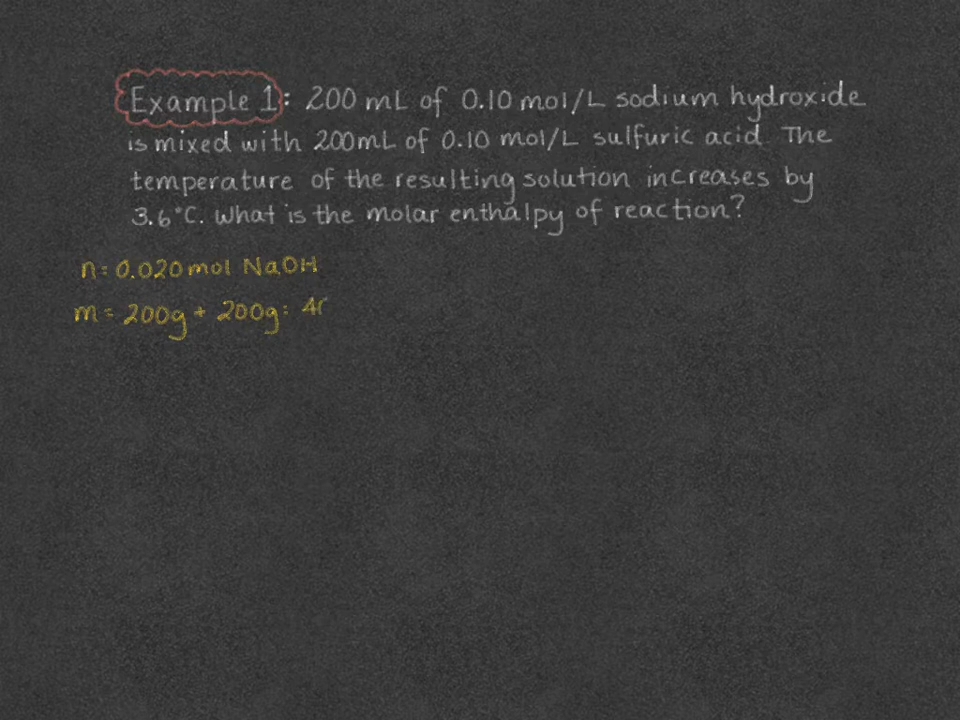 Example 1: 200 mL of 0.10 mol/L sodium hydroxide
is mixed with 200mL of 0.10 mol/L sulfuric acid. The
temperature of the resulting solution increases by
3.6°C. What is the molar enthalpy of reaction?
n = 0.020 mol NaOH
m = 200g + 200g = 4